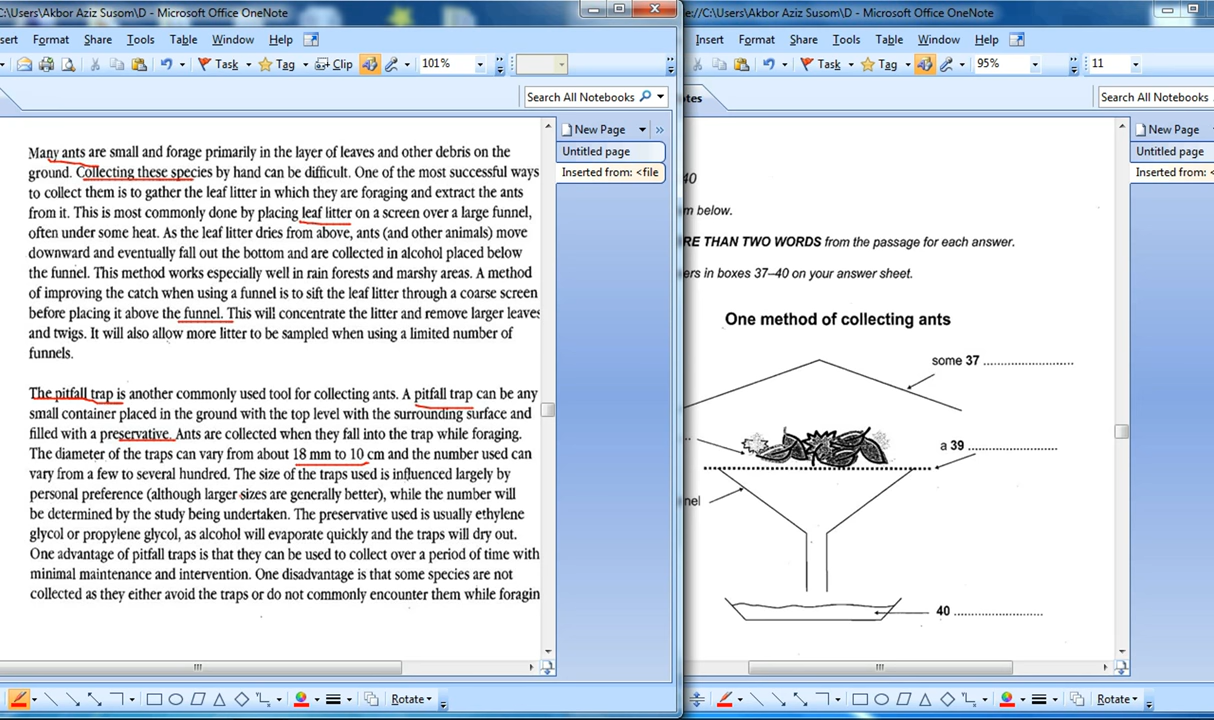 C:\Users\Akbor Aziz Susom\D - Microsoft Office OneNote
sert Format Share Tools Table Window Help
Task Tag Clip 101%
Search All Notebooks
New Page
Untitled page
Inserted from: <file
Many ants are small and forage primarily in the layer of leaves and other debris on the
ground. Collecting these species by hand can be difficult. One of the most successful ways
to collect them is to gather the leaf litter in which they are foraging and extract the ants
from it. This is most commonly done by placing leaf litter on a screen over a large funnel,
often under some heat. As the leaf litter dries from above, ants (and other animals) move
downward and eventually fall out the bottom and are collected in alcohol placed below
the funnel. This method works especially well in rain forests and marshy areas. A method
of improving the catch when using a funnel is to sift the leaf litter through a coarse screen
before placing it above the funnel. This will concentrate the litter and remove larger leaves
and twigs. It will also allow more litter to be sampled when using a limited number of
funnels.
The pitfall trap is another commonly used tool for collecting ants. A pitfall trap can be any
small container placed in the ground with the top level with the surrounding surface and
filled with a preservative. Ants are collected when they fall into the trap while foraging.
The diameter of the traps can vary from about 18 mm to 10 cm and the number used can
vary from a few to several hundred. The size of the traps used is influenced largely by
personal preference (although larger sizes are generally better), while the number will
be determined by the study being undertaken. The preservative used is usually ethylene
glycol or propylene glycol, as alcohol will evaporate quickly and the traps will dry out.
One advantage of pitfall traps is that they can be used to collect over a period of time with
minimal maintenance and intervention. One disadvantage is that some species are not
collected as they either avoid the traps or do not commonly encounter them while foragin
Rotate
e://C:\Users\Akbor Aziz Susom\D - Microsoft Office OneNote
Insert Format Share Tools Table Window Help
Task Tag 95% 11
tes
Search All Notebooks
New Page
Untitled page
Inserted from: <
40
m below.
RE THAN TWO WORDS from the passage for each answer.
ers in boxes 37–40 on your answer sheet.
One method of collecting ants
some 37 ........................
a 39 ........................
nel
40 ........................
Rotate